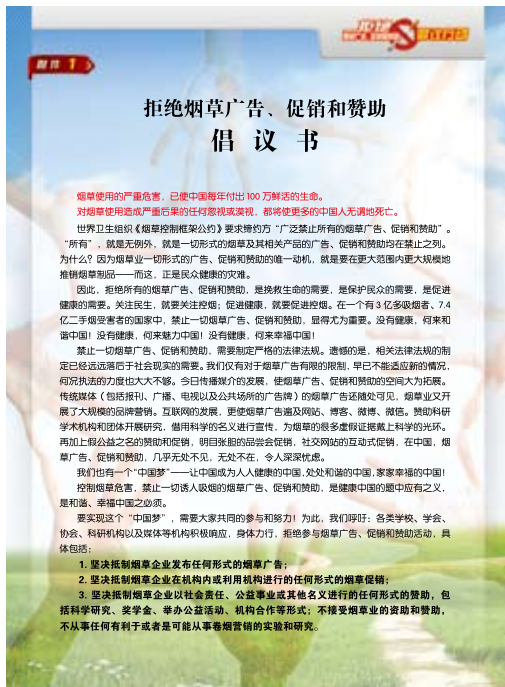 附件 1
拒绝烟草广告、促销和赞助
倡 议 书
烟草使用的严重危害，已使中国每年付出 100 万鲜活的生命。
对烟草使用造成严重后果的任何忽视或漠视，都将使更多的中国人无谓地死亡。
世界卫生组织《烟草控制框架公约》要求缔约方“广泛禁止所有的烟草广告、促销和赞助”。
“所有”，就是无例外，就是一切形式的烟草及其相关产品的广告、促销和赞助均在禁止之列。
为什么？因为烟草业一切形式的广告、促销和赞助的唯一动机，就是要在更大范围内更大规模地
推销烟草制品——而这，正是民众健康的灾难。
因此，拒绝所有的烟草广告、促销和赞助，是挽救生命的需要，是保护民众的需要，是促进
健康的需要。关注民生，就要关注控烟；促进健康，就要促进控烟。在一个有 3 亿多吸烟者、7.4
亿二手烟受害者的国家中，禁止一切烟草广告、促销和赞助，显得尤为重要。没有健康，何来和
谐中国！没有健康，何来魅力中国！没有健康，何来幸福中国！
禁止一切烟草广告、促销和赞助，需要制定严格的法律法规。遗憾的是，相关法律法规的制
定已经远远落后于社会现实的需要。我们仅有对于烟草广告有限的限制，早已不能适应新的情况，
何况执法的力度也大大不够。今日传播媒介的发展，使烟草广告、促销和赞助的空间大为拓展。
传统媒体（包括报刊、广播、电视以及公共场所的广告牌）的烟草广告还随处可见，烟草业又开
展了大规模的品牌营销。互联网的发展，更使烟草广告遍及网站、博客、微博、微信。赞助科研
学术机构和团体开展研究，借用科学的名义进行宣传，为烟草的很多虚假证据戴上科学的光环。
再加上假公益之名的赞助和促销，明目张胆的品尝会促销，社交网站的互动式促销，在中国，烟
草广告、促销和赞助，几乎无处不见，无处不在，令人深深忧虑。
我们也有一个“中国梦”——让中国成为人人健康的中国，处处和谐的中国，家家幸福的中国！
控制烟草危害，禁止一切诱人吸烟的烟草广告、促销和赞助，是健康中国的题中应有之义，
是和谐、幸福中国之必须。
要实现这个“中国梦”，需要大家共同的参与和努力！为此，我们呼吁：各类学校、学会、
协会、科研机构以及媒体等机构积极响应，身体力行，拒绝参与烟草广告、促销和赞助活动，具
体包括：
1. 坚决抵制烟草企业发布任何形式的烟草广告；
2. 坚决抵制烟草企业在机构内或利用机构进行的任何形式的烟草促销；
3. 坚决抵制烟草企业以社会责任、公益事业或其他名义进行的任何形式的赞助，包
括科学研究、奖学金、举办公益活动、机构合作等形式；不接受烟草业的资助和赞助，
不从事任何有利于或者是可能从事卷烟营销的实验和研究。